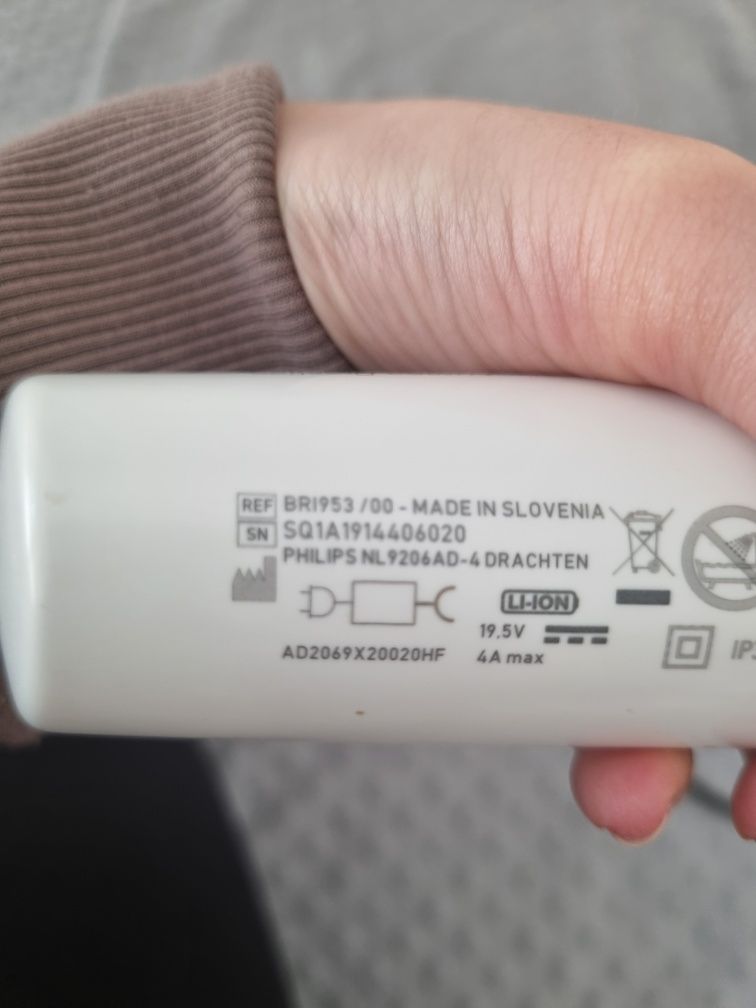 REF BRI953 /00 - MADE IN SLOVENIA
SN SQ1A1914406020
PHILIPS NL9206AD-4 DRACHTEN
LI-ION
19.5V
AD2069X20020HF 4A max